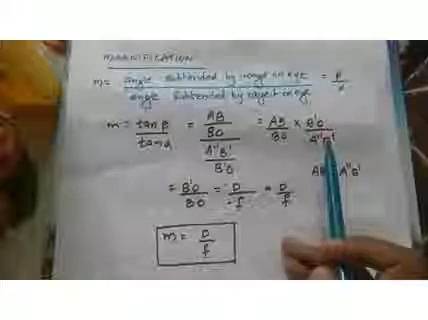 MAGNIFICATION
m = angle subtended by image on eye / angle subtended by object on eye = β / α
m = tan β / tan α = AB / BO / A"B' / B'O = AB / BO × B'O / A"B'
AB = A"B'
= B'O / BO = -D / -f = D / f
m = D / f